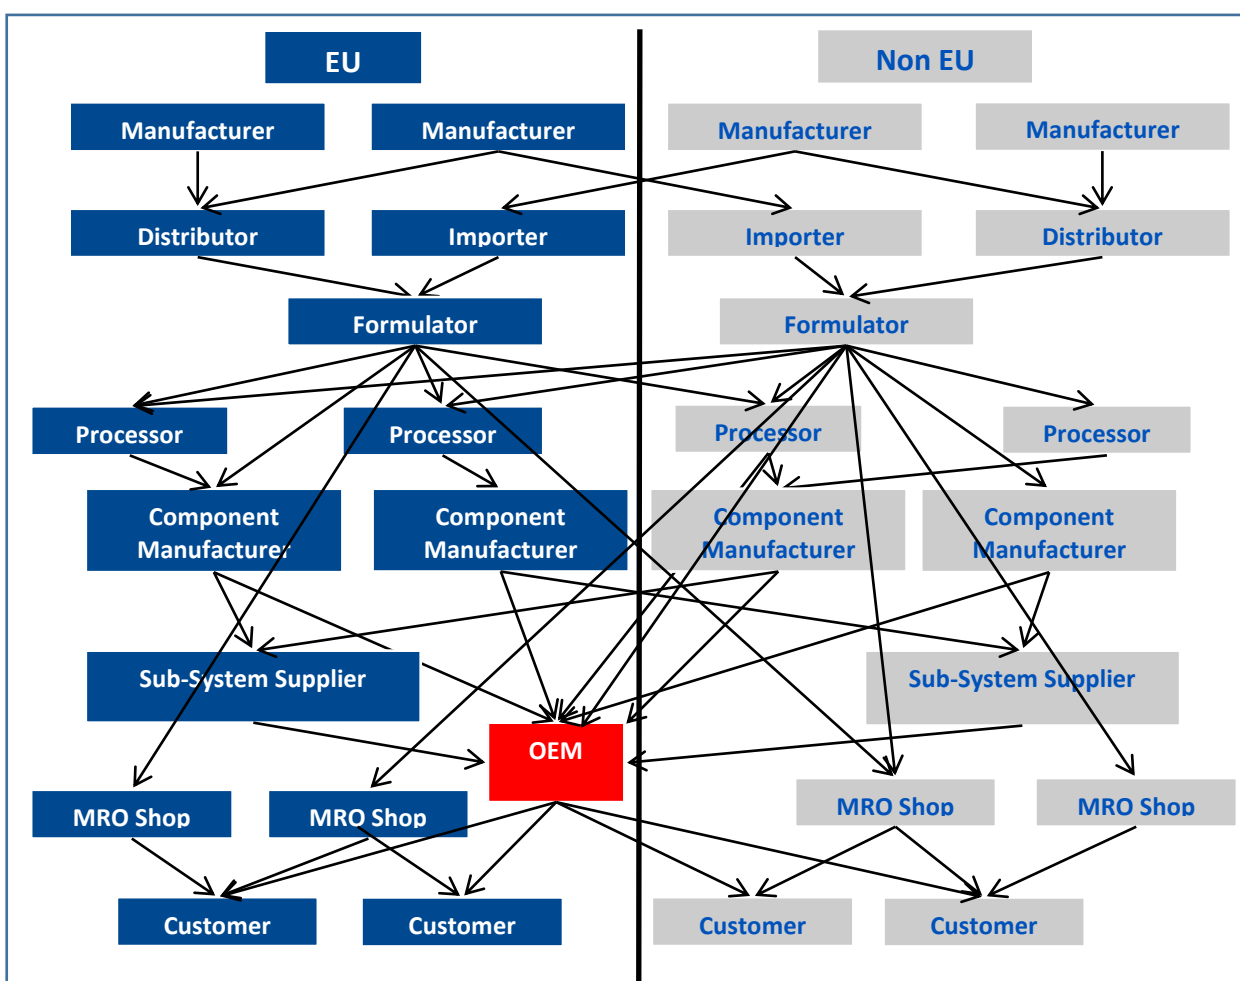 EU
Non EU
Manufacturer
Manufacturer
Manufacturer
Manufacturer
Distributor
Importer
Importer
Distributor
Formulator
Formulator
Processor
Processor
Processor
Processor
Component
Manufacturer
Component
Manufacturer
Component
Manufacturer
Component
Manufacturer
Sub-System Supplier
Sub-System Supplier
OEM
MRO Shop
MRO Shop
MRO Shop
MRO Shop
Customer
Customer
Customer
Customer